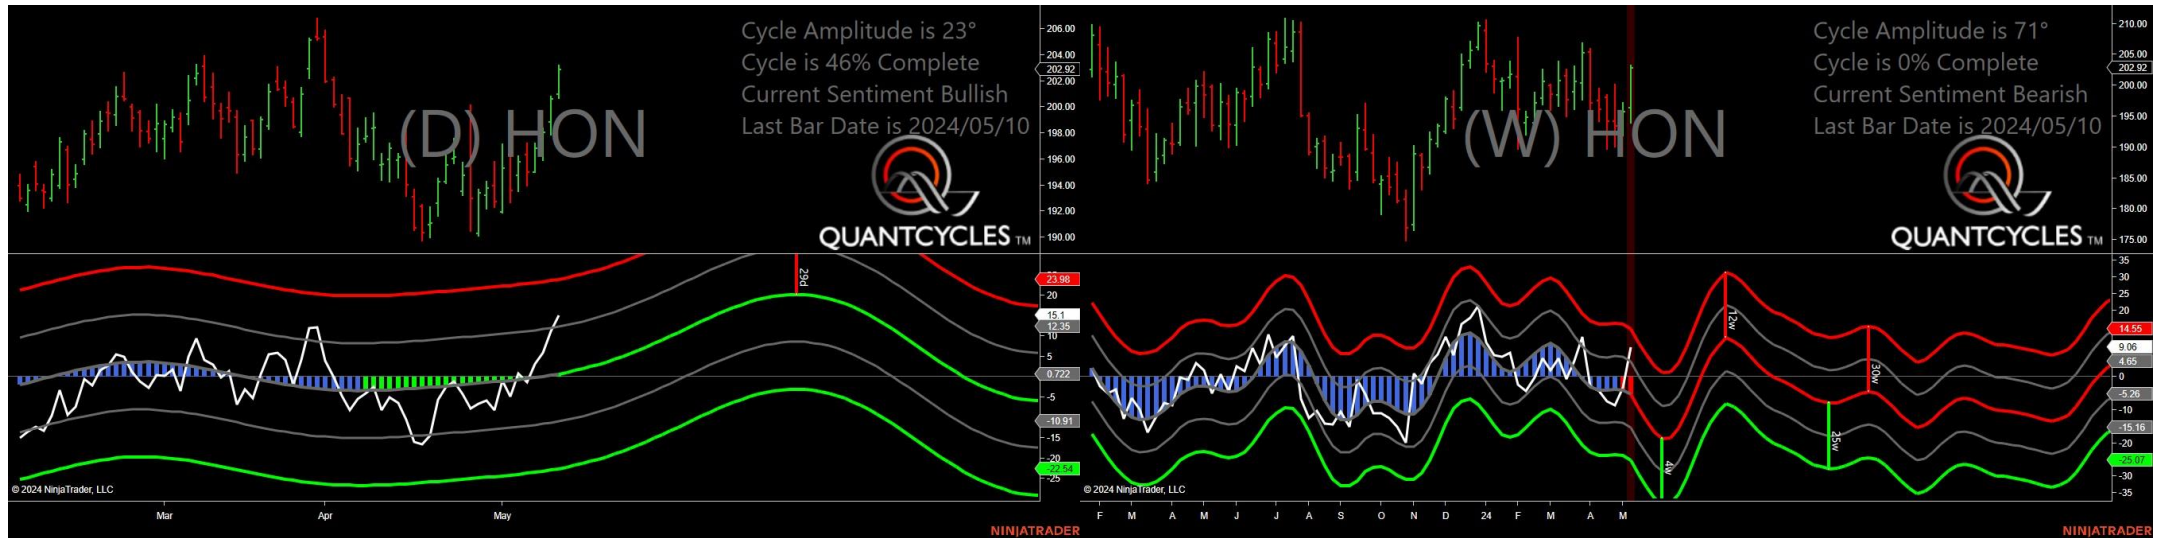 Cycle Amplitude is 23°
Cycle is 46% Complete
Current Sentiment Bullish
Last Bar Date is 2024/05/10
(D) HON
QUANTCYCLES TM
206.00
202.92
202.00
200.00
198.00
196.00
194.00
192.00
190.00
29d
23.98
20
15.1
12.35
10
5
0.722
-5
-10.91
-15
-20
-22.54
-25
© 2024 NinjaTrader, LLC
Mar
Apr
May
NINJATRADER
Cycle Amplitude is 71°
Cycle is 0% Complete
Current Sentiment Bearish
Last Bar Date is 2024/05/10
(W) HON
QUANTCYCLES TM
210.00
205.00
202.92
200.00
195.00
190.00
185.00
180.00
175.00
4w
12w
25w
30w
35
30
25
20
14.55
9.06
4.65
0
-5.26
-10
-15.16
-20
-25.07
-30
-35
© 2024 NinjaTrader, LLC
F M A M J J A S O N D 24 F M A M
NINJATRADER